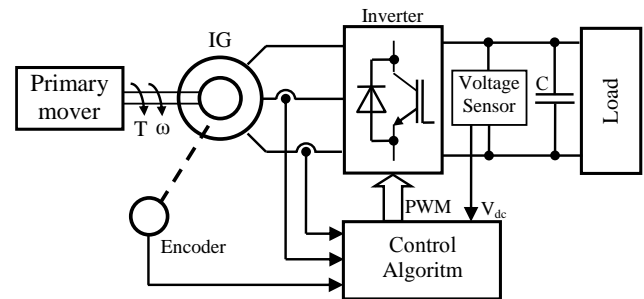 Inverter
IG
Primary
mover
T
ω
Voltage
Sensor
C
Load
PWM
V_dc
Encoder
Control
Algoritm